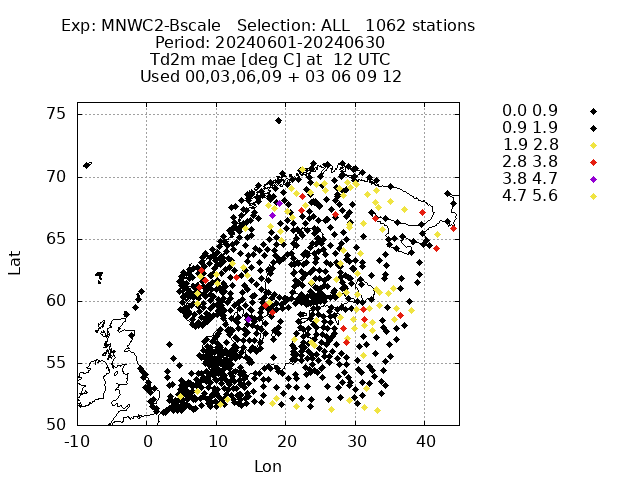 Exp: MNWC2-Bscale   Selection: ALL   1062 stations
Period: 20240601-20240630
Td2m mae [deg C] at  12 UTC
Used 00,03,06,09 + 03 06 09 12
0.0 0.9
0.9 1.9
1.9 2.8
2.8 3.8
3.8 4.7
4.7 5.6
75
70
65
60
55
50
Lat
-10 0 10 20 30 40
Lon